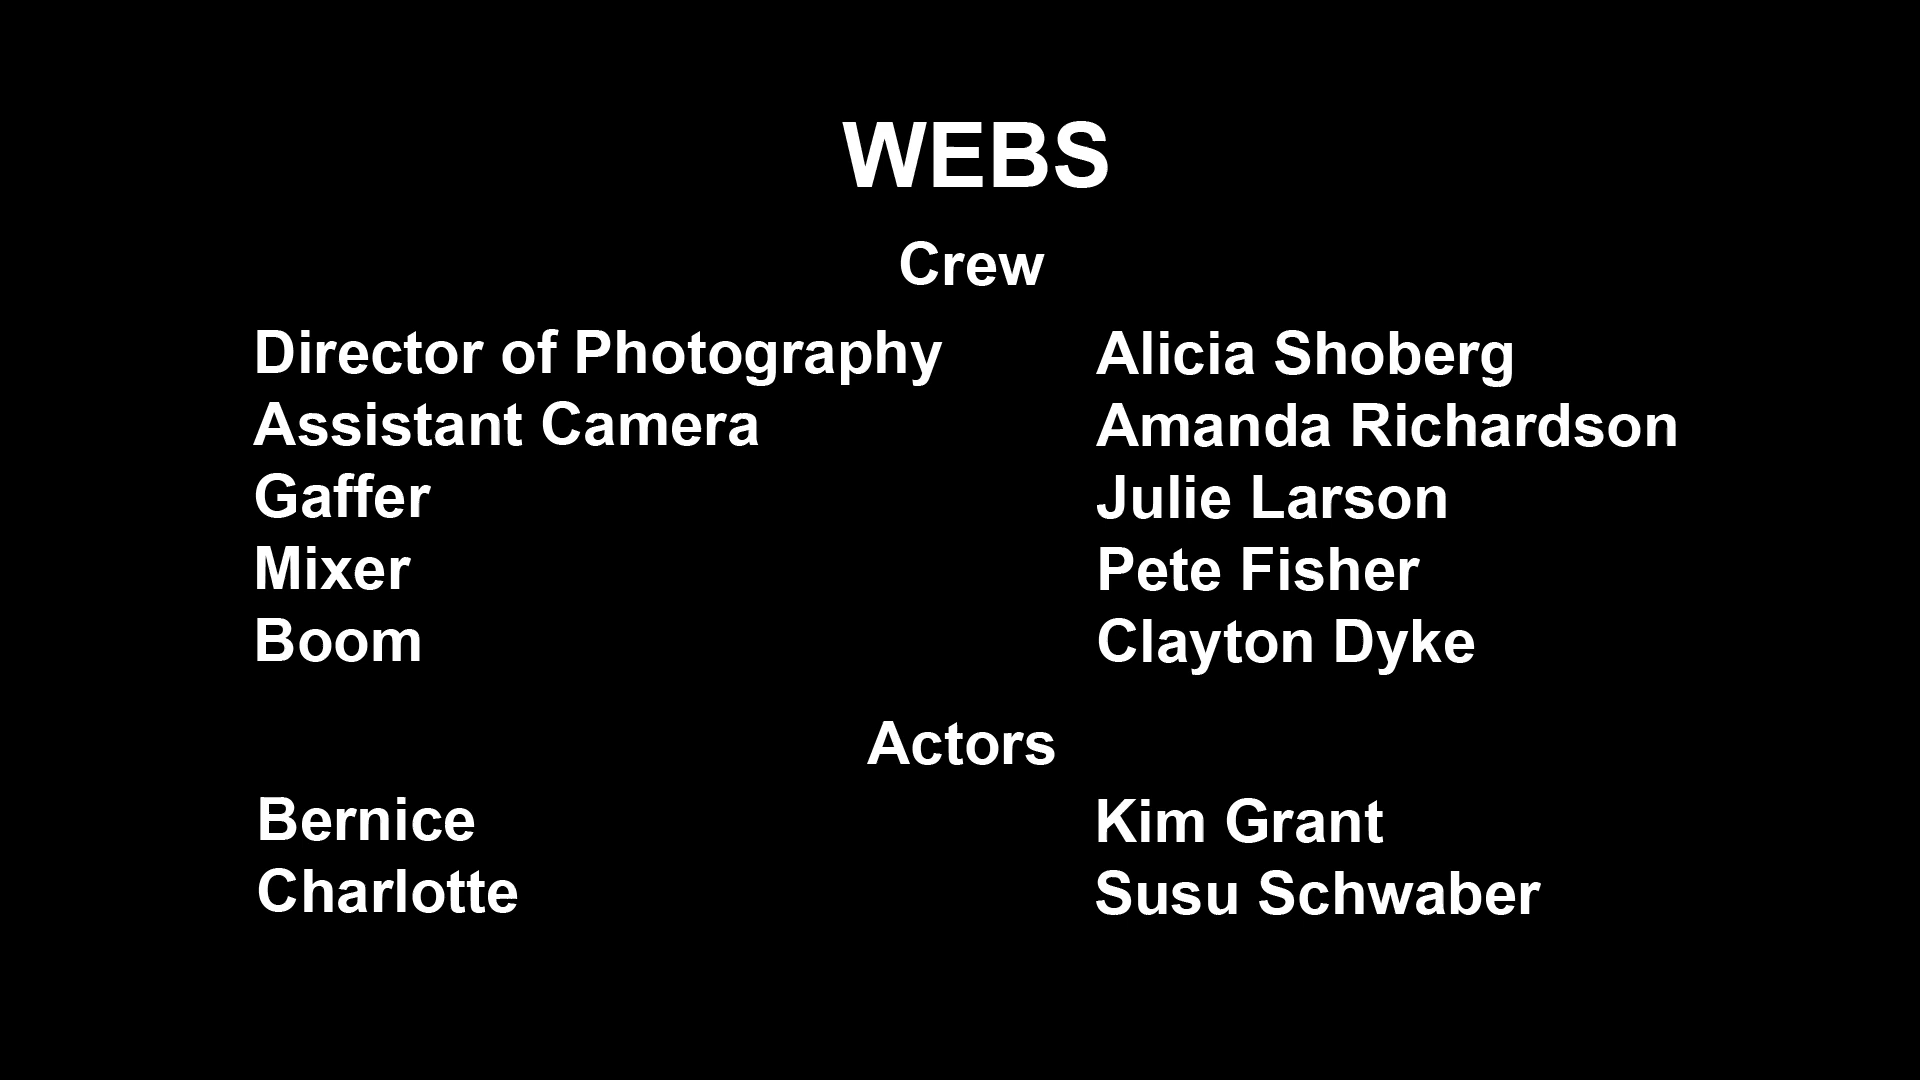 WEBS
Crew
Director of Photography Alicia Shoberg
Assistant Camera Amanda Richardson
Gaffer Julie Larson
Mixer Pete Fisher
Boom Clayton Dyke
Actors
Bernice Kim Grant
Charlotte Susu Schwaber